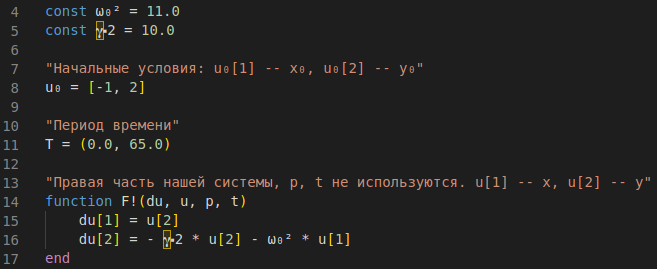 4 const ω₀² = 11.0
5 const γ·2 = 10.0
6
7 "Начальные условия: u₀[1] -- x₀, u₀[2] -- y₀"
8 u₀ = [-1, 2]
9
10 "Период времени"
11 T = (0.0, 65.0)
12
13 "Правая часть нашей системы, p, t не используются. u[1] -- x, u[2] -- y"
14 function F!(du, u, p, t)
15 du[1] = u[2]
16 du[2] = - γ·2 * u[2] - ω₀² * u[1]
17 end